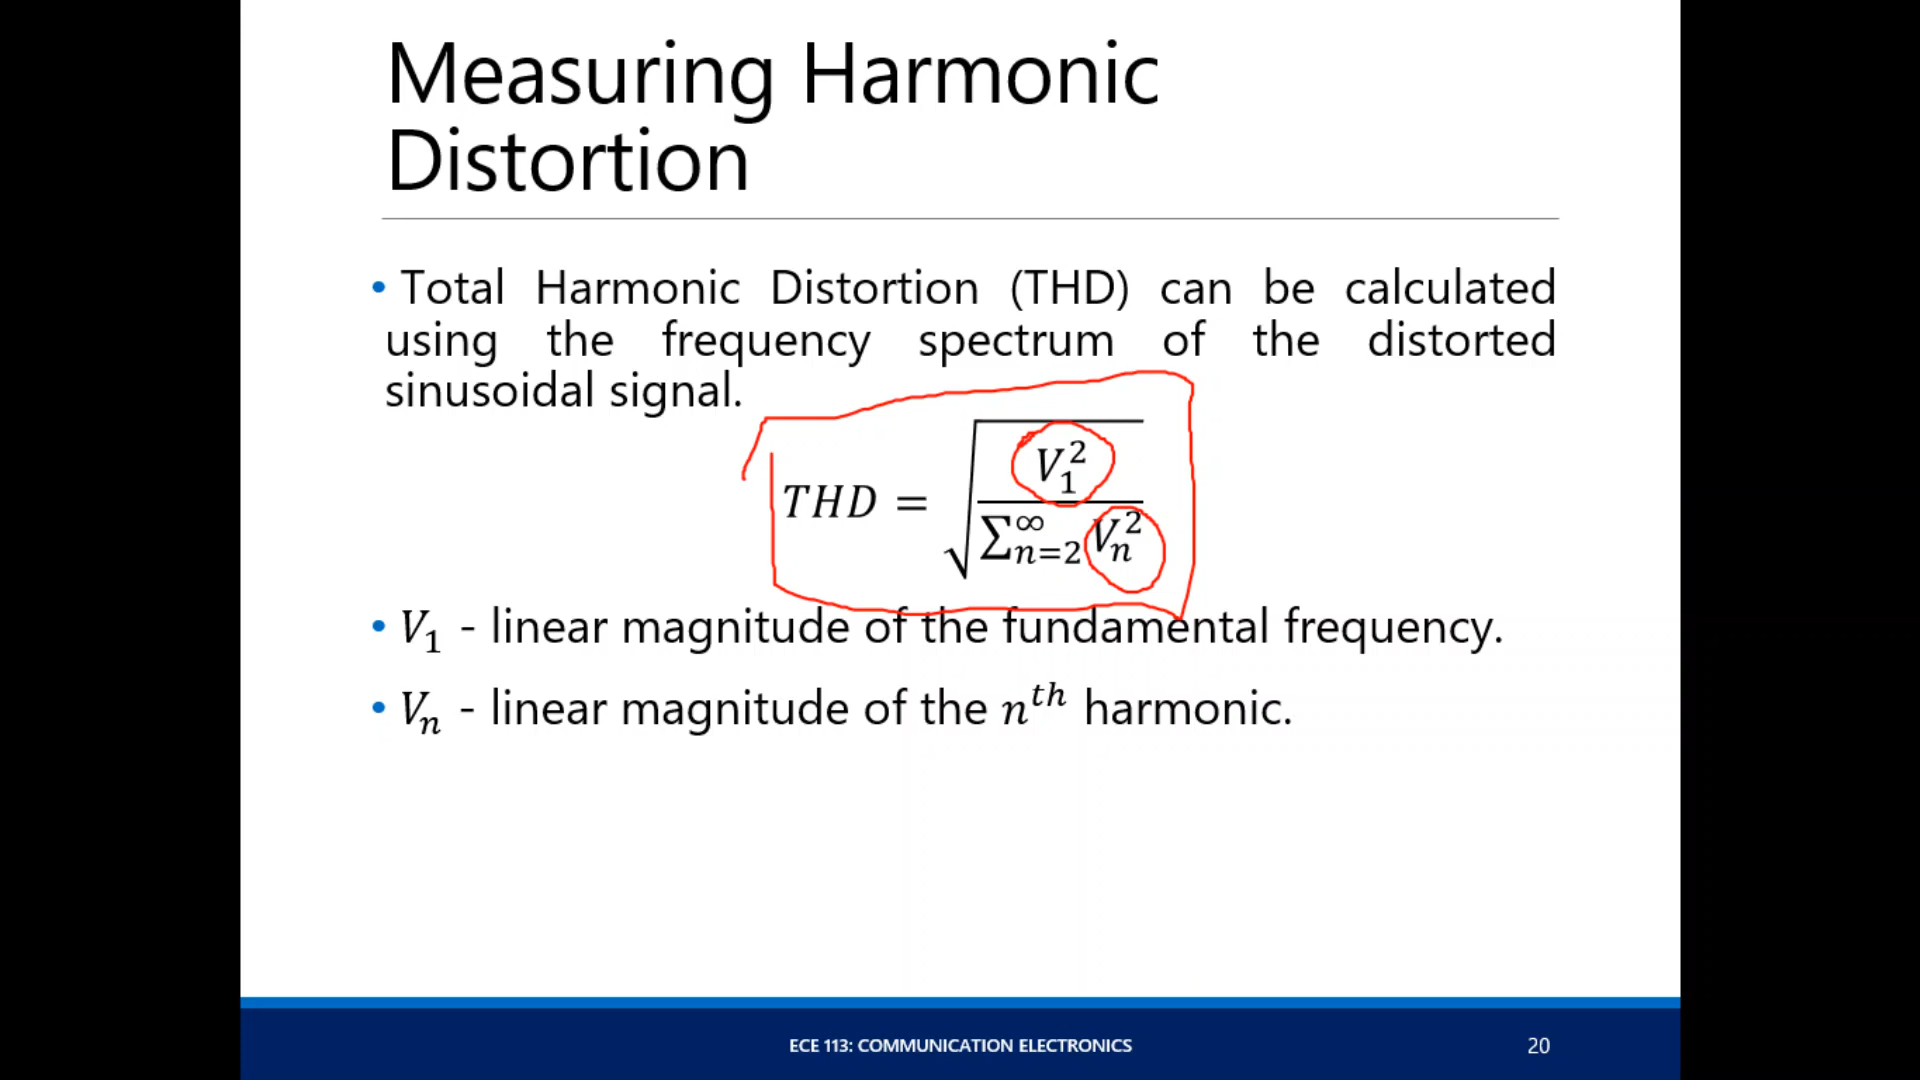 Measuring Harmonic
Distortion
• Total Harmonic Distortion (THD) can be calculated
using the frequency spectrum of the distorted
sinusoidal signal.
THD = √(V₁² / ∑ₙ₌₂^∞ Vₙ²)
• V₁ - linear magnitude of the fundamental frequency.
• Vₙ - linear magnitude of the nᵗʰ harmonic.
ECE 113: COMMUNICATION ELECTRONICS 20